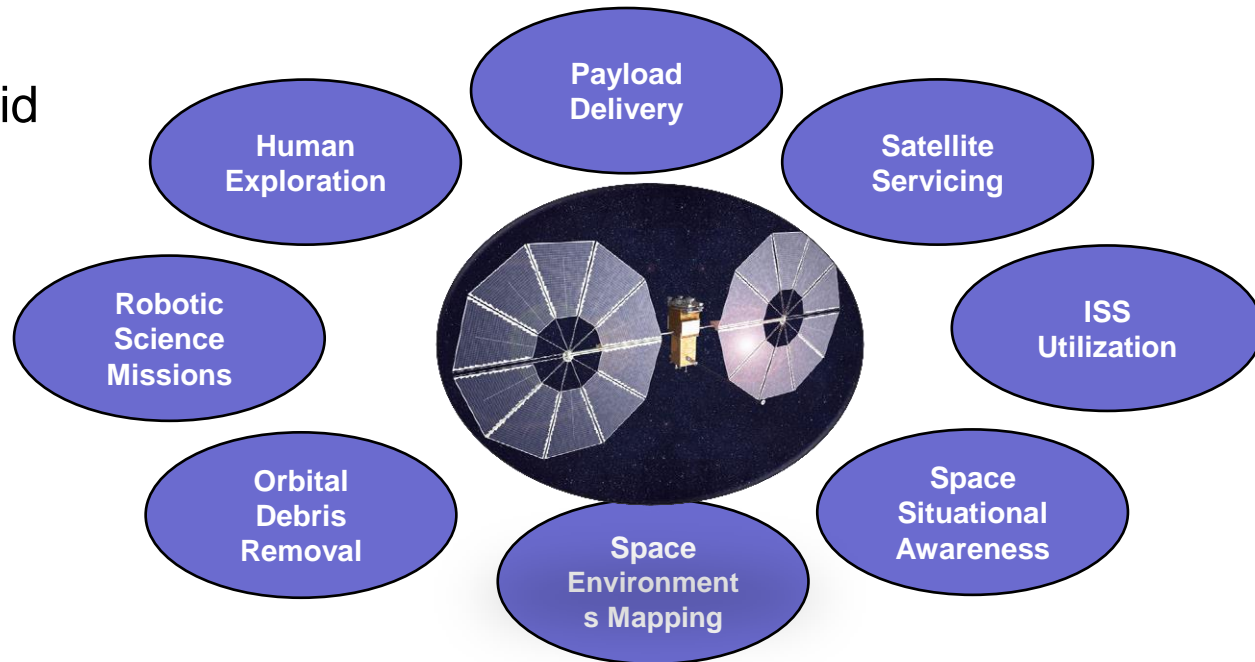 id
Payload
Delivery
Human
Exploration
Satellite
Servicing
Robotic
Science
Missions
ISS
Utilization
Orbital
Debris
Removal
Space
Situational
Awareness
Space
Environment
s Mapping